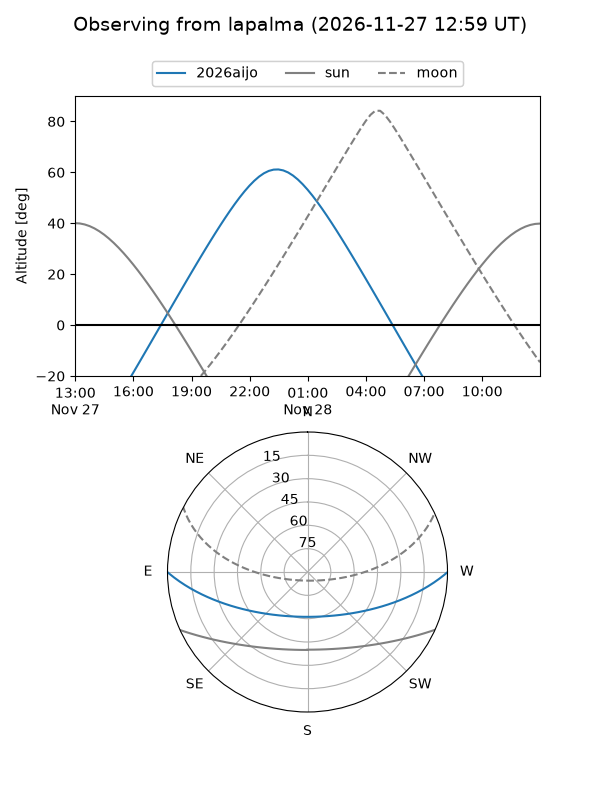 Observing from lapalma (2026-11-27 12:59 UT)
2026aijo sun moon
Altitude [deg]
80
60
40
20
0
−20
13:00 16:00 19:00 22:00 01:00 04:00 07:00 10:00
Nov 27 Nov 28
N
NE NW
15
30
45
60
75
E W
SE SW
S